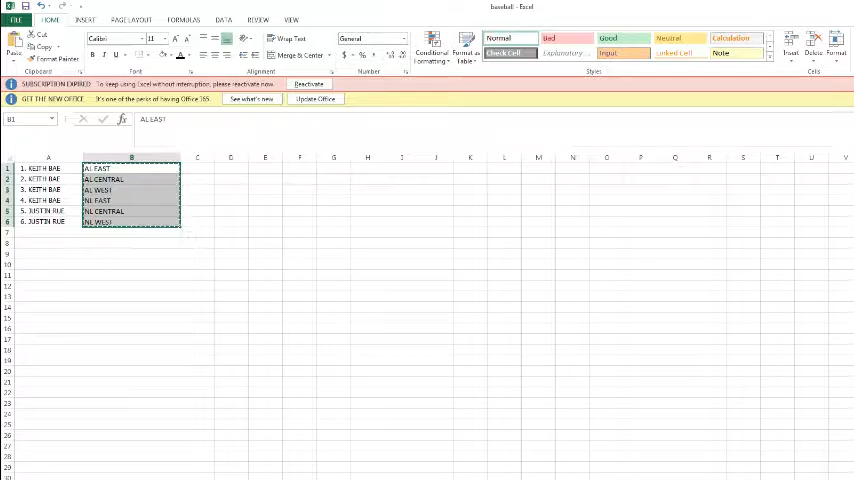 baseball - Excel
FILE HOME INSERT PAGE LAYOUT FORMULAS DATA REVIEW VIEW
Cut
Copy
Format Painter
Paste
Calibri 11
B I U
Wrap Text
Merge & Center
General
$ % ,
Conditional Formatting
Format as Table
Normal Bad Good Neutral Calculation
Check Cell Explanatory ... Input Linked Cell Note
Insert Delete Format
Clipboard Font Alignment Number Styles Cells
SUBSCRIPTION EXPIRED To keep using Excel without interruption, please reactivate now. Reactivate
GET THE NEW OFFICE It's one of the perks of having Office 365. See what's new Update Office
B1 fx AL EAST
A B C D E F G H I J K L M N O P Q R S T U V
1 1. KEITH BAE AL EAST
2 2. KEITH BAE AL CENTRAL
3 3. KEITH BAE AL WEST
4 4. KEITH BAE NL EAST
5 5. JUSTIN RUE NL CENTRAL
6 6. JUSTIN RUE NL WEST
7
8
9
10
11
12
13
14
15
16
17
18
19
20
21
22
23
24
25
26
27
28
29
30